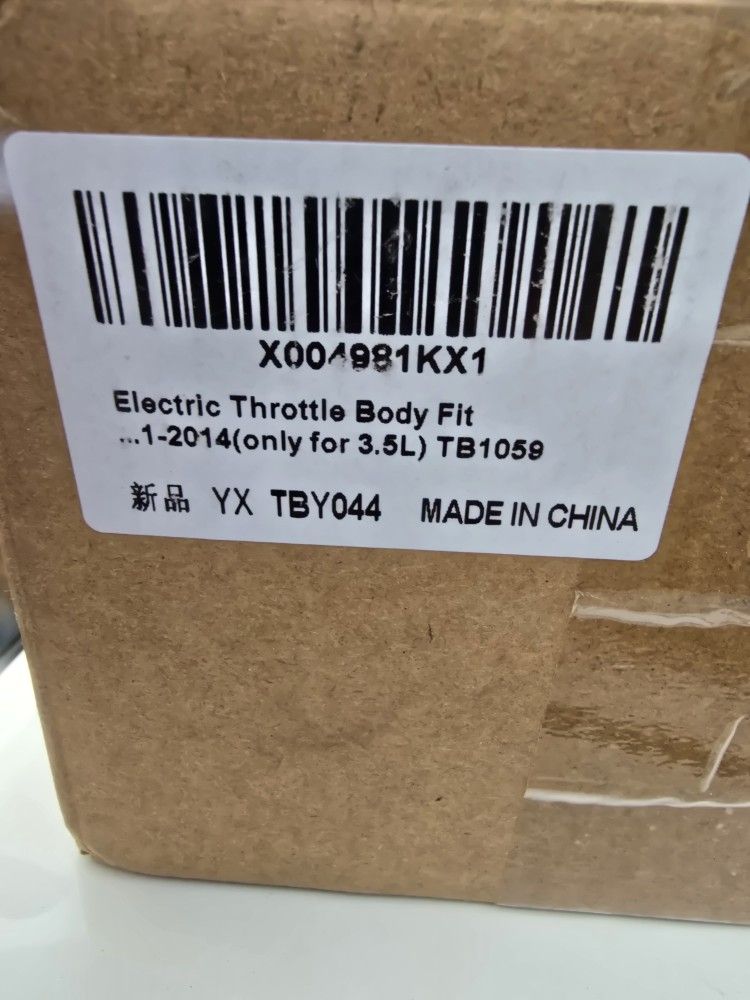 X004981KX1
Electric Throttle Body Fit
...1-2014(only for 3.5L) TB1059
新品 YX TBY044 MADE IN CHINA